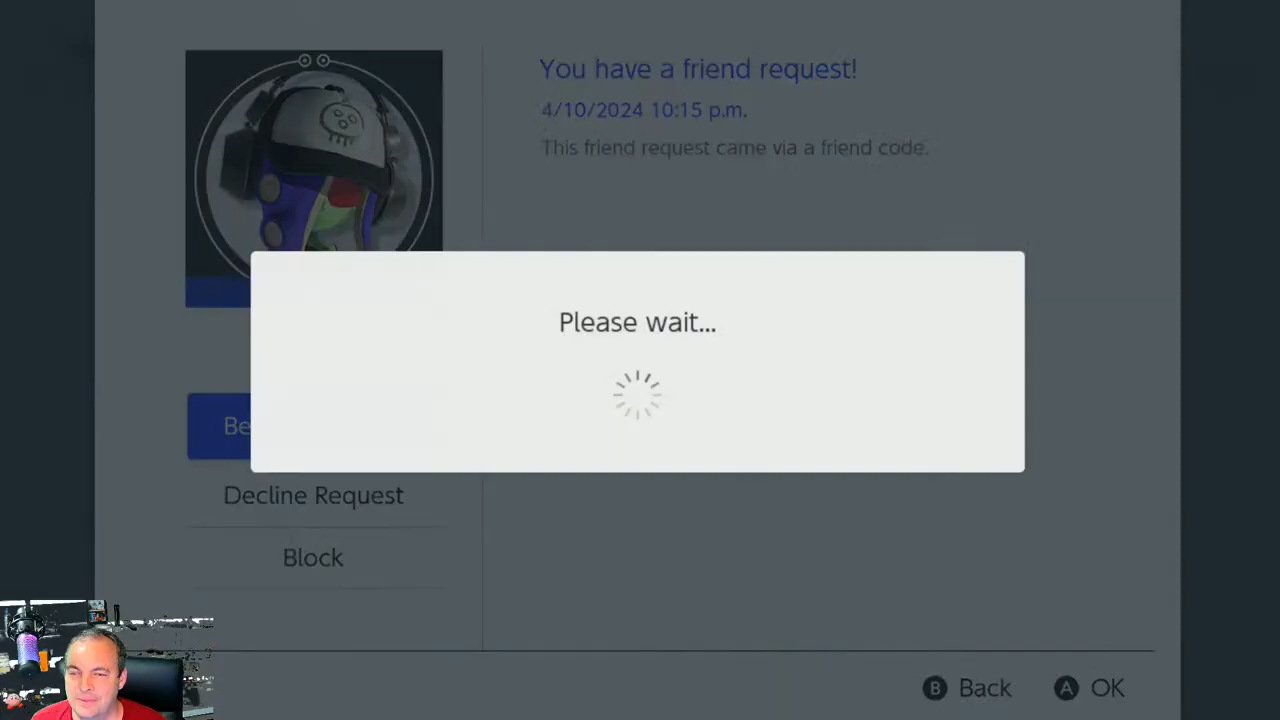 You have a friend request!
4/10/2024 10:15 p.m.
This friend request came via a friend code.
Please wait...
Be
Decline Request
Block
B Back
A OK